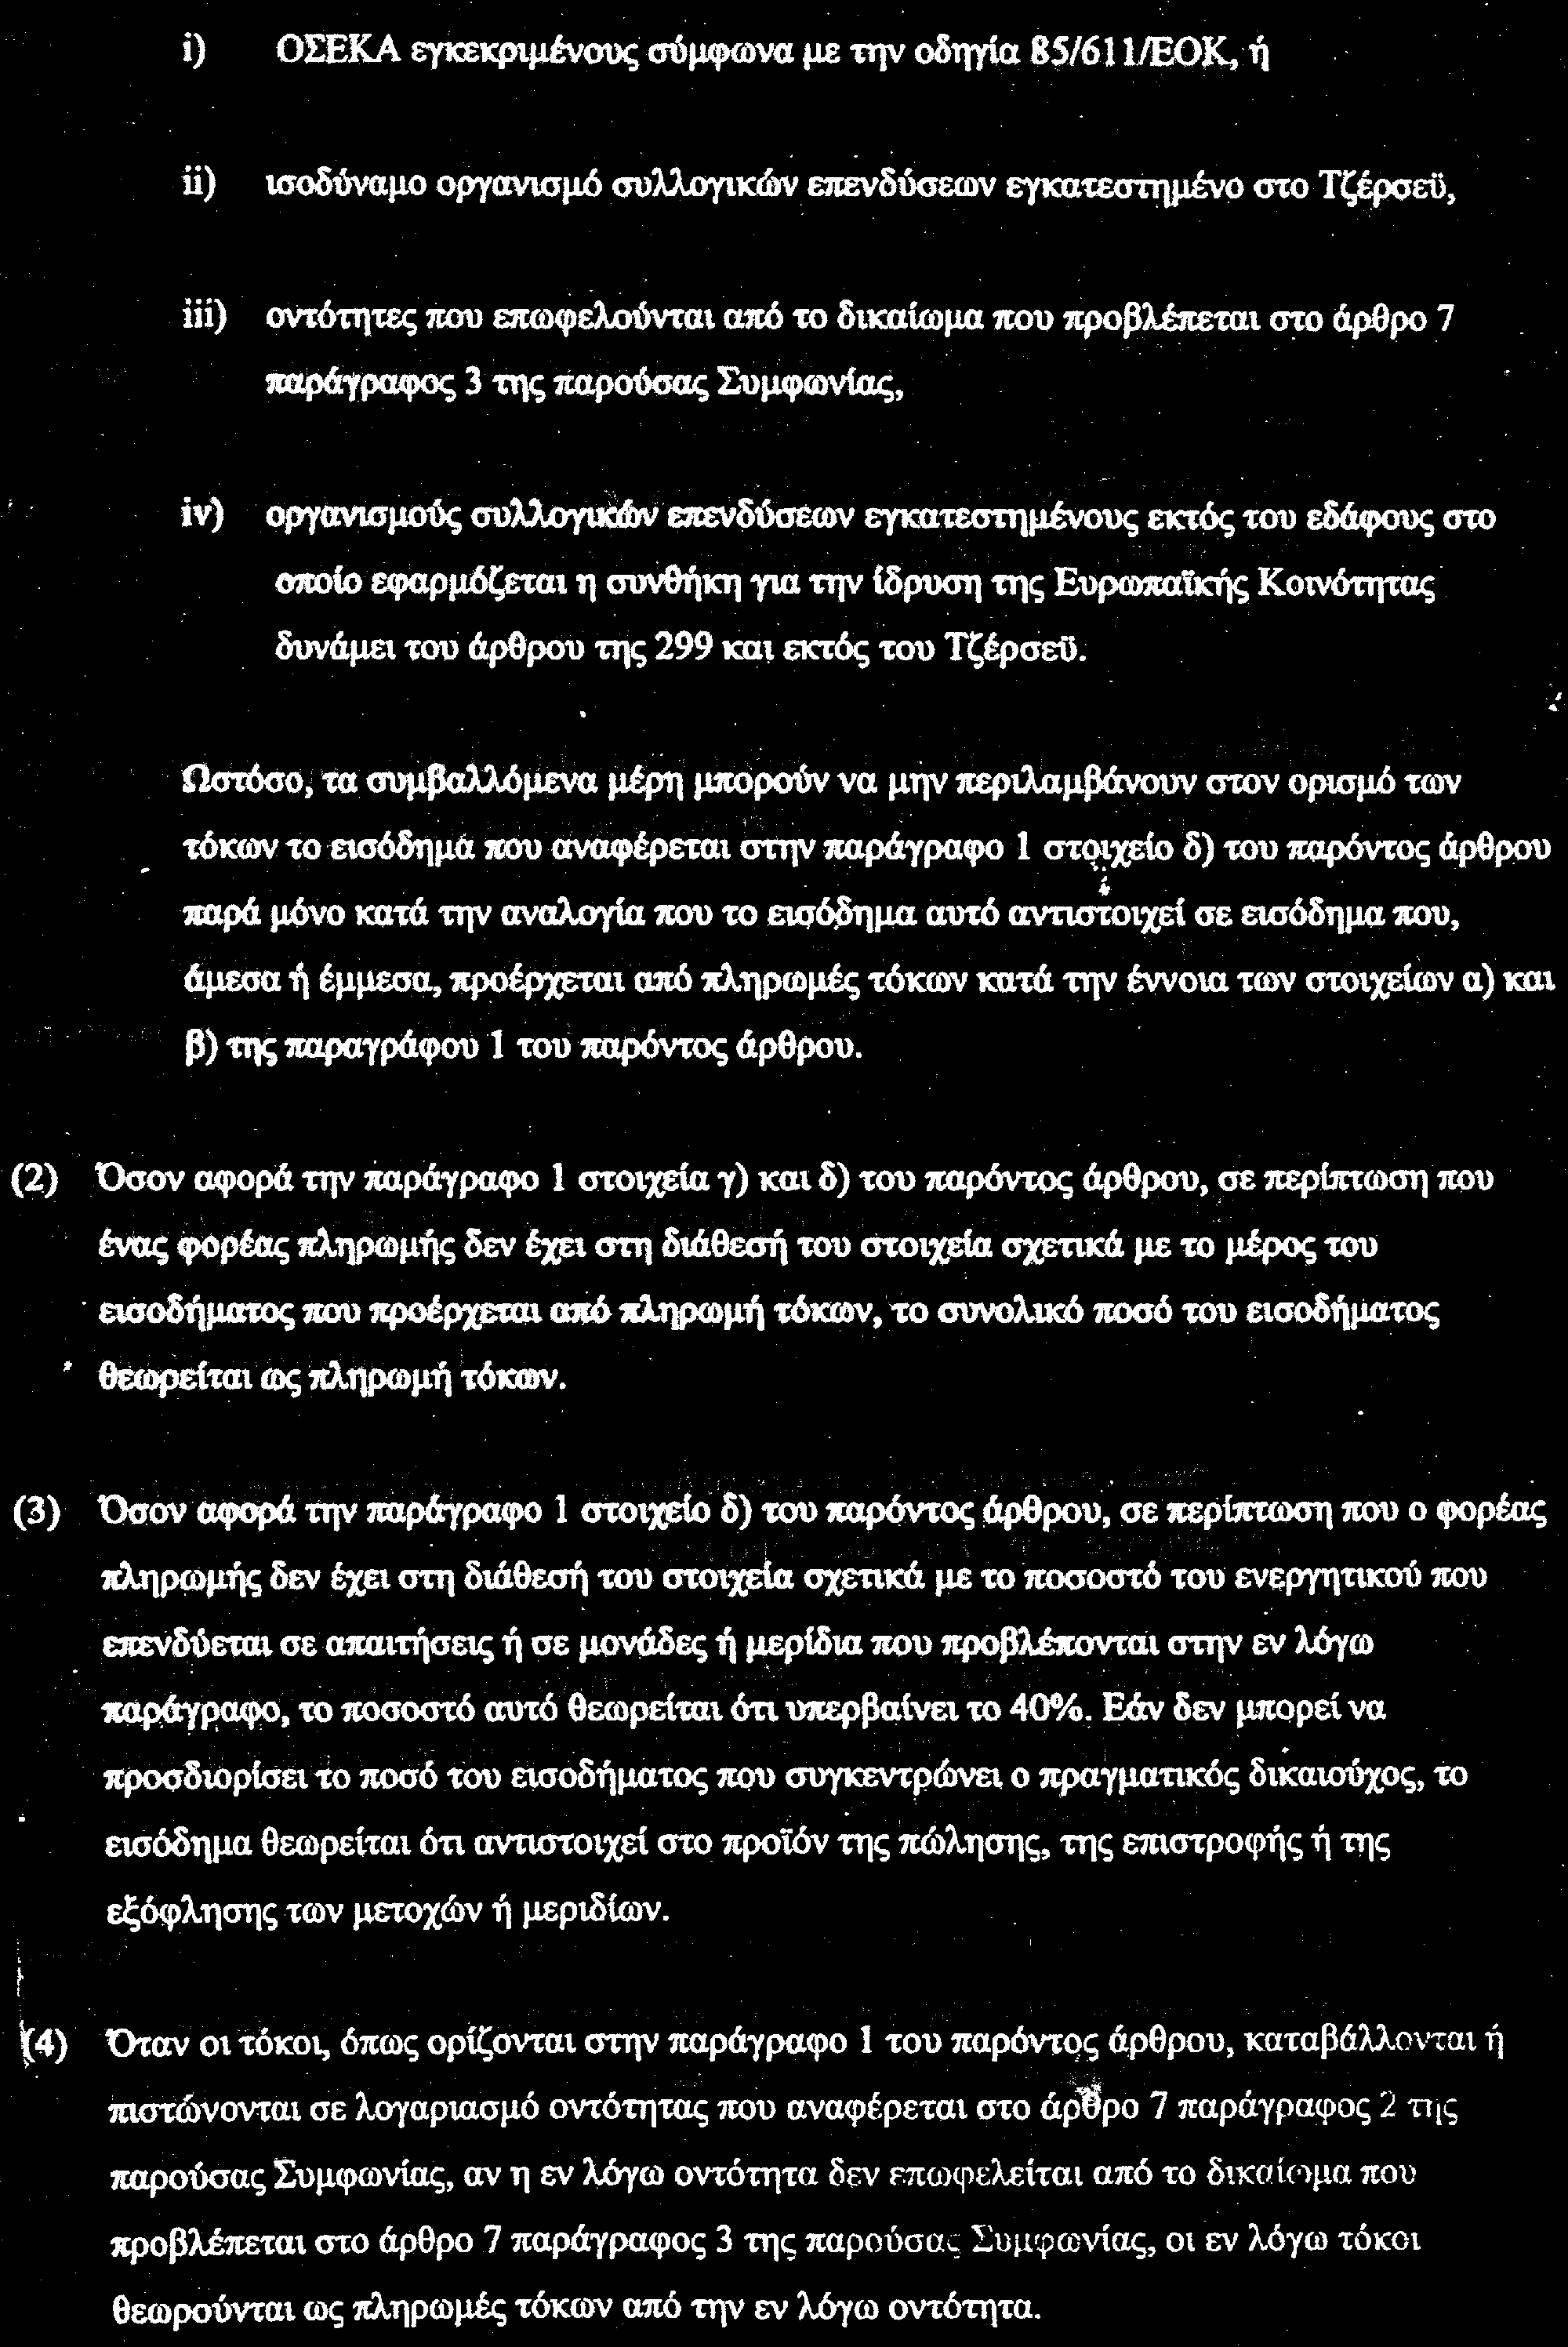 i) ΟΣΕΚΑ εγκεκριμένους σύμφωνα με την οδηγία 85/611/ΕΟΚ, ή
ii) ισοδύναμο οργανισμό συλλογικών επενδύσεων εγκατεστημένο στο Τζέρσεϋ,
iii) οντότητες που επωφελούνται από το δικαίωμα που προβλέπεται στο άρθρο 7
παράγραφος 3 της παρούσας Συμφωνίας,
iv) οργανισμούς συλλογικών επενδύσεων εγκατεστημένους εκτός του εδάφους στο
οποίο εφαρμόζεται η συνθήκη για την ίδρυση της Ευρωπαϊκής Κοινότητας
δυνάμει του άρθρου της 299 και εκτός του Τζέρσεϋ.
Ωστόσο, τα συμβαλλόμενα μέρη μπορούν να μην περιλαμβάνουν στον ορισμό των
τόκων το εισόδημα που αναφέρεται στην παράγραφο 1 στοιχείο δ) του παρόντος άρθρου
παρά μόνο κατά την αναλογία που το εισόδημα αυτό αντιστοιχεί σε εισόδημα που,
άμεσα ή έμμεσα, προέρχεται από πληρωμές τόκων κατά την έννοια των στοιχείων α) και
β) της παραγράφου 1 του παρόντος άρθρου.
(2) Όσον αφορά την παράγραφο 1 στοιχεία γ) και δ) του παρόντος άρθρου, σε περίπτωση που
ένας φορέας πληρωμής δεν έχει στη διάθεσή του στοιχεία σχετικά με το μέρος του
εισοδήματος που προέρχεται από πληρωμή τόκων, το συνολικό ποσό του εισοδήματος
θεωρείται ως πληρωμή τόκων.
(3) Όσον αφορά την παράγραφο 1 στοιχείο δ) του παρόντος άρθρου, σε περίπτωση που ο φορέας
πληρωμής δεν έχει στη διάθεσή του στοιχεία σχετικά με το ποσοστό του ενεργητικού που
επενδύεται σε απαιτήσεις ή σε μονάδες ή μερίδια που προβλέπονται στην εν λόγω
παράγραφο, το ποσοστό αυτό θεωρείται ότι υπερβαίνει το 40%. Εάν δεν μπορεί να
προσδιορίσει το ποσό του εισοδήματος που συγκεντρώνει ο πραγματικός δικαιούχος, το
εισόδημα θεωρείται ότι αντιστοιχεί στο προϊόν της πώλησης, της επιστροφής ή της
εξόφλησης των μετοχών ή μεριδίων.
(4) Όταν οι τόκοι, όπως ορίζονται στην παράγραφο 1 του παρόντος άρθρου, καταβάλλονται ή
πιστώνονται σε λογαριασμό οντότητας που αναφέρεται στο άρθρο 7 παράγραφος 2 της
παρούσας Συμφωνίας, αν η εν λόγω οντότητα δεν επωφελείται από το δικαίωμα που
προβλέπεται στο άρθρο 7 παράγραφος 3 της παρούσας Συμφωνίας, οι εν λόγω τόκοι
θεωρούνται ως πληρωμές τόκων από την εν λόγω οντότητα.